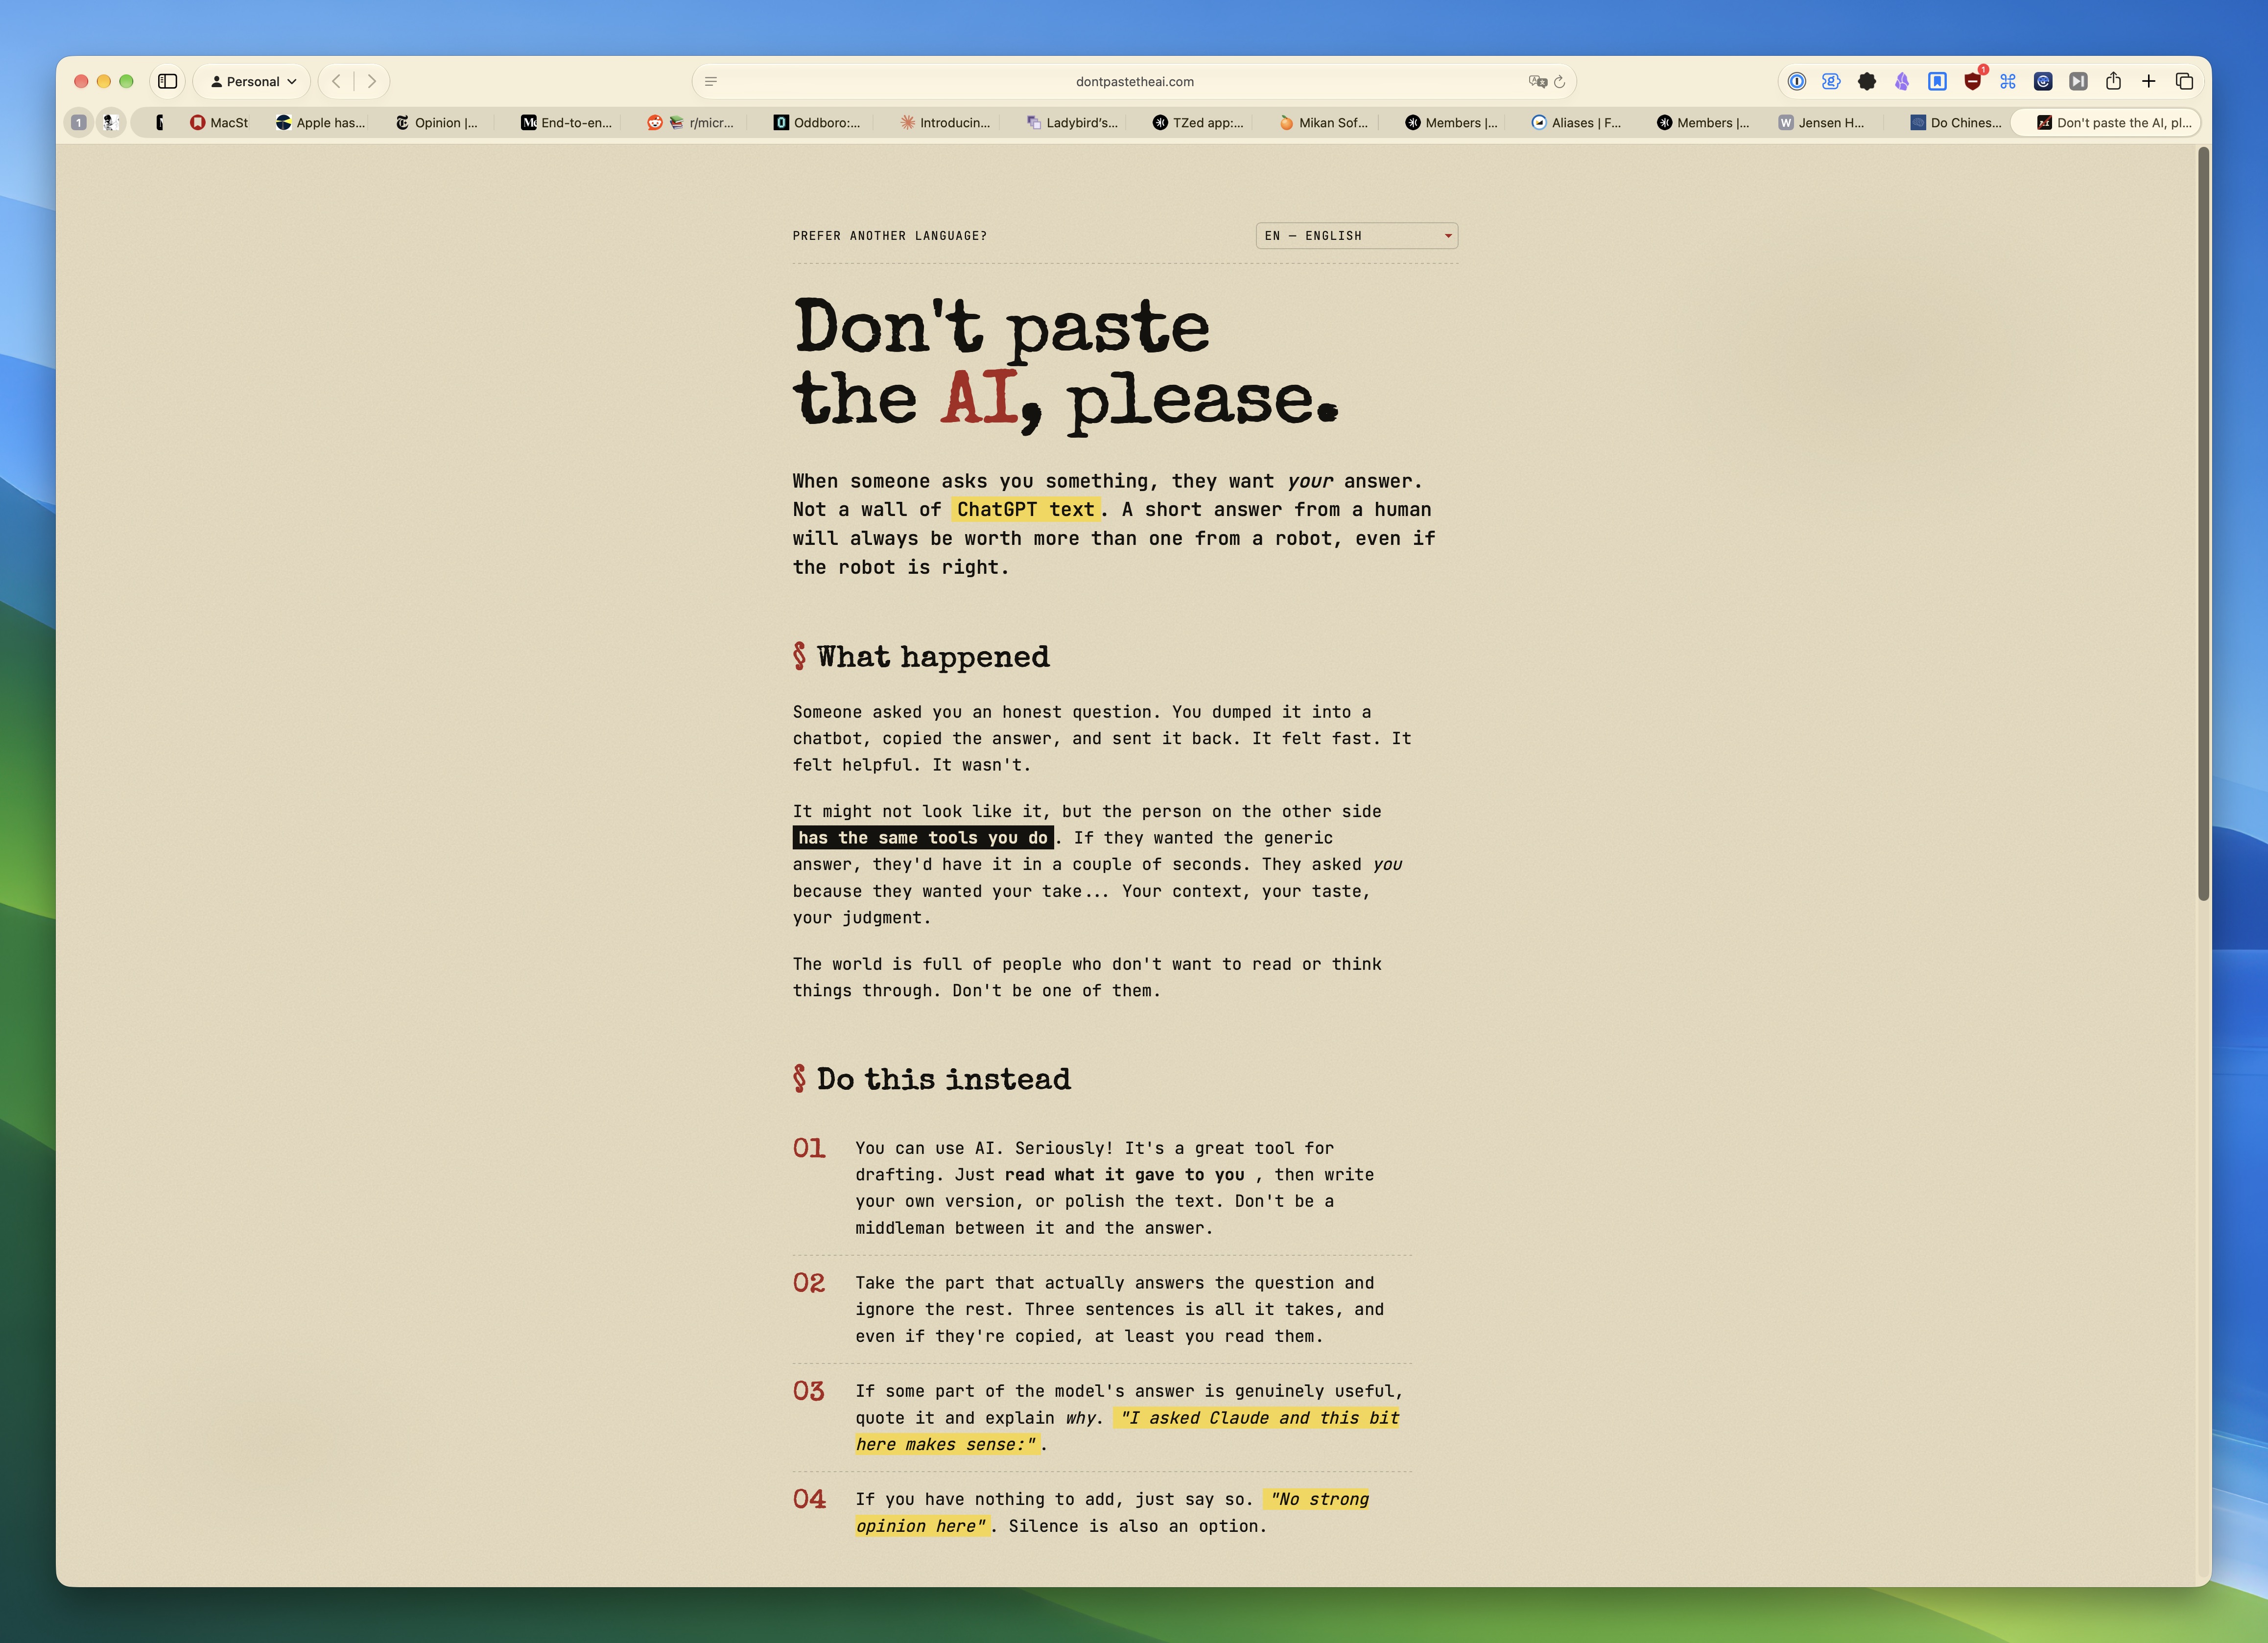 Personal
dontpastetheai.com
1
1
MacSt
Apple has...
Opinion |...
End-to-en...
r/micr...
Oddboro:...
Introducin...
Ladybird's...
TZed app:...
Mikan Sof...
Members |...
Aliases | F...
Members |...
Jensen H...
Do Chines...
Don't paste the AI, pl...
PREFER ANOTHER LANGUAGE?
EN — ENGLISH
Don't paste
the AI, please.
When someone asks you something, they want your answer.
Not a wall of ChatGPT text. A short answer from a human
will always be worth more than one from a robot, even if
the robot is right.
§ What happened
Someone asked you an honest question. You dumped it into a
chatbot, copied the answer, and sent it back. It felt fast. It
felt helpful. It wasn't.
It might not look like it, but the person on the other side
has the same tools you do. If they wanted the generic
answer, they'd have it in a couple of seconds. They asked you
because they wanted your take... Your context, your taste,
your judgment.
The world is full of people who don't want to read or think
things through. Don't be one of them.
§ Do this instead
01 You can use AI. Seriously! It's a great tool for
drafting. Just read what it gave to you , then write
your own version, or polish the text. Don't be a
middleman between it and the answer.
02 Take the part that actually answers the question and
ignore the rest. Three sentences is all it takes, and
even if they're copied, at least you read them.
03 If some part of the model's answer is genuinely useful,
quote it and explain why. "I asked Claude and this bit
here makes sense:".
04 If you have nothing to add, just say so. "No strong
opinion here". Silence is also an option.